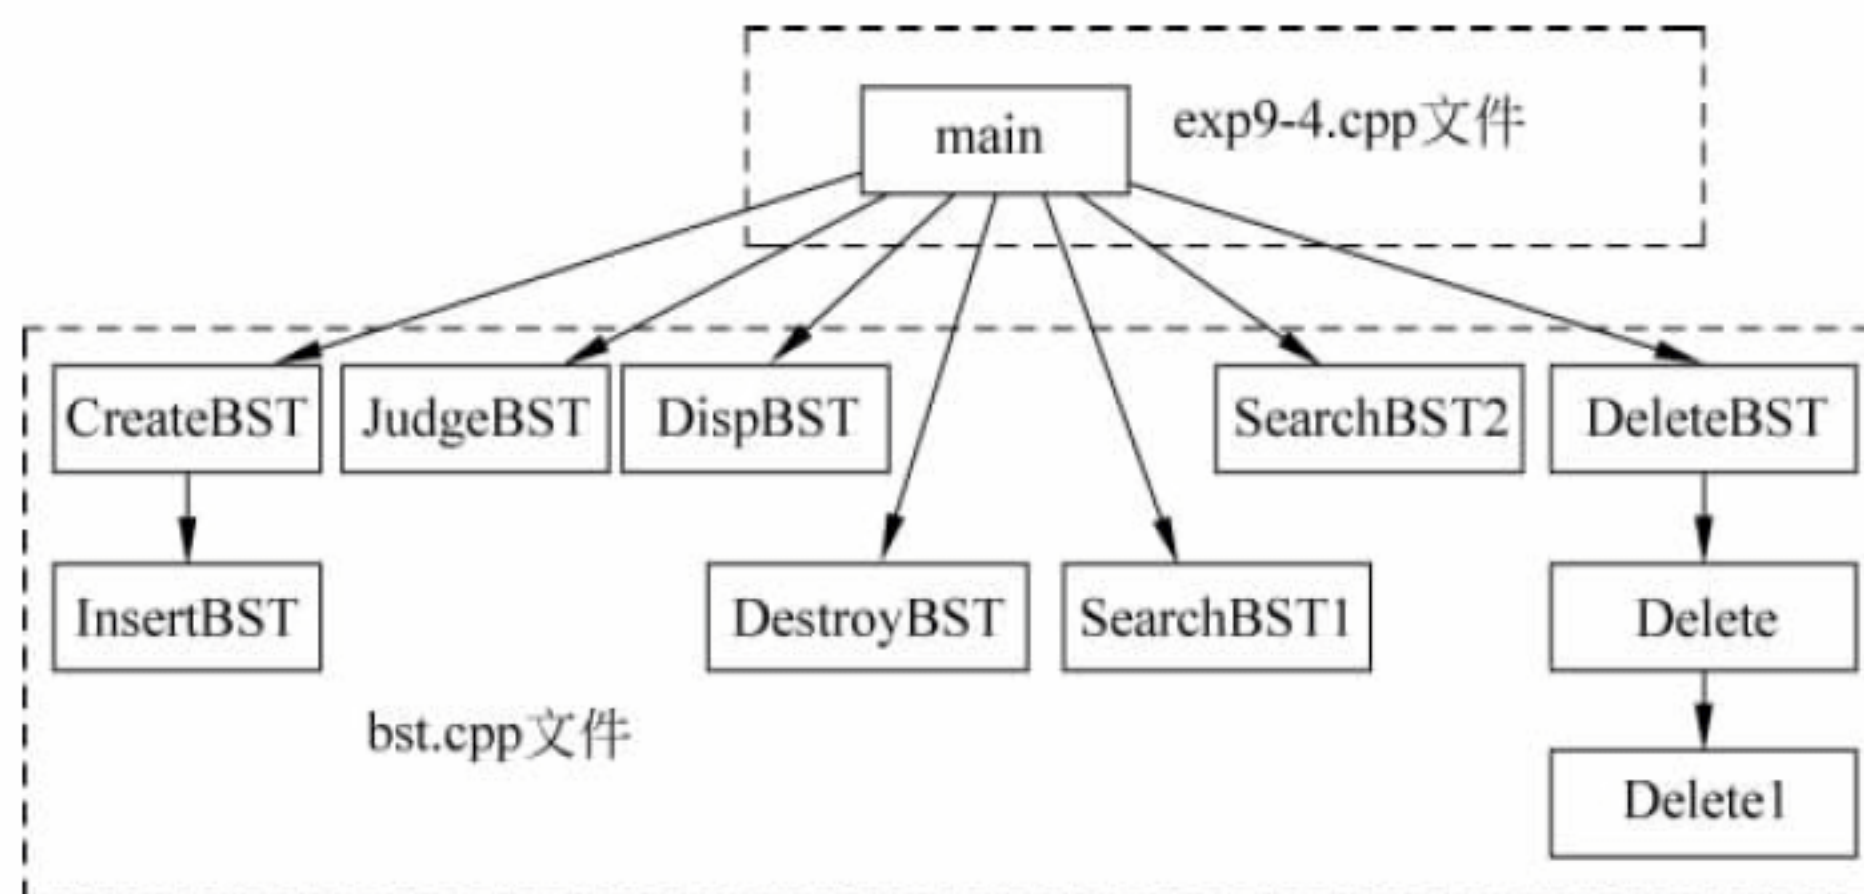 main
exp9-4.cpp文件
CreateBST
JudgeBST
DispBST
SearchBST2
DeleteBST
InsertBST
DestroyBST
SearchBST1
Delete
bst.cpp文件
Delete1